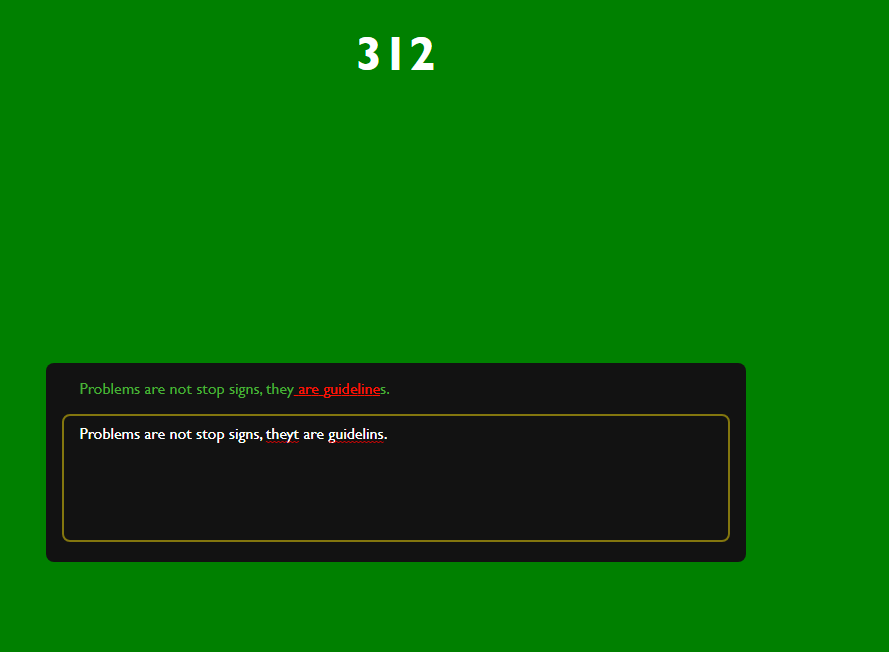 312
Problems are not stop signs, they are guidelines.
Problems are not stop signs, theyt are guidelins.